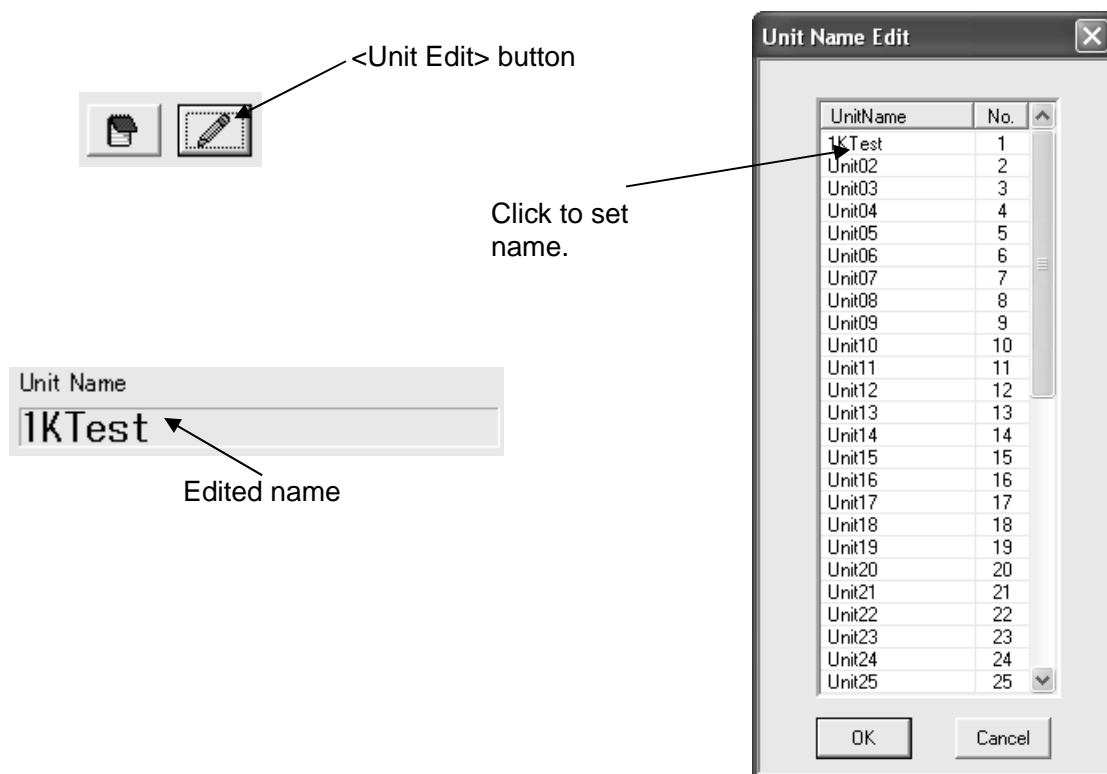 <Unit Edit> button
Click to set
name.
Unit Name
1KTest
Edited name
Unit Name Edit
UnitName No.
1KTest 1
Unit02 2
Unit03 3
Unit04 4
Unit05 5
Unit06 6
Unit07 7
Unit08 8
Unit09 9
Unit10 10
Unit11 11
Unit12 12
Unit13 13
Unit14 14
Unit15 15
Unit16 16
Unit17 17
Unit18 18
Unit19 19
Unit20 20
Unit21 21
Unit22 22
Unit23 23
Unit24 24
Unit25 25
OK Cancel